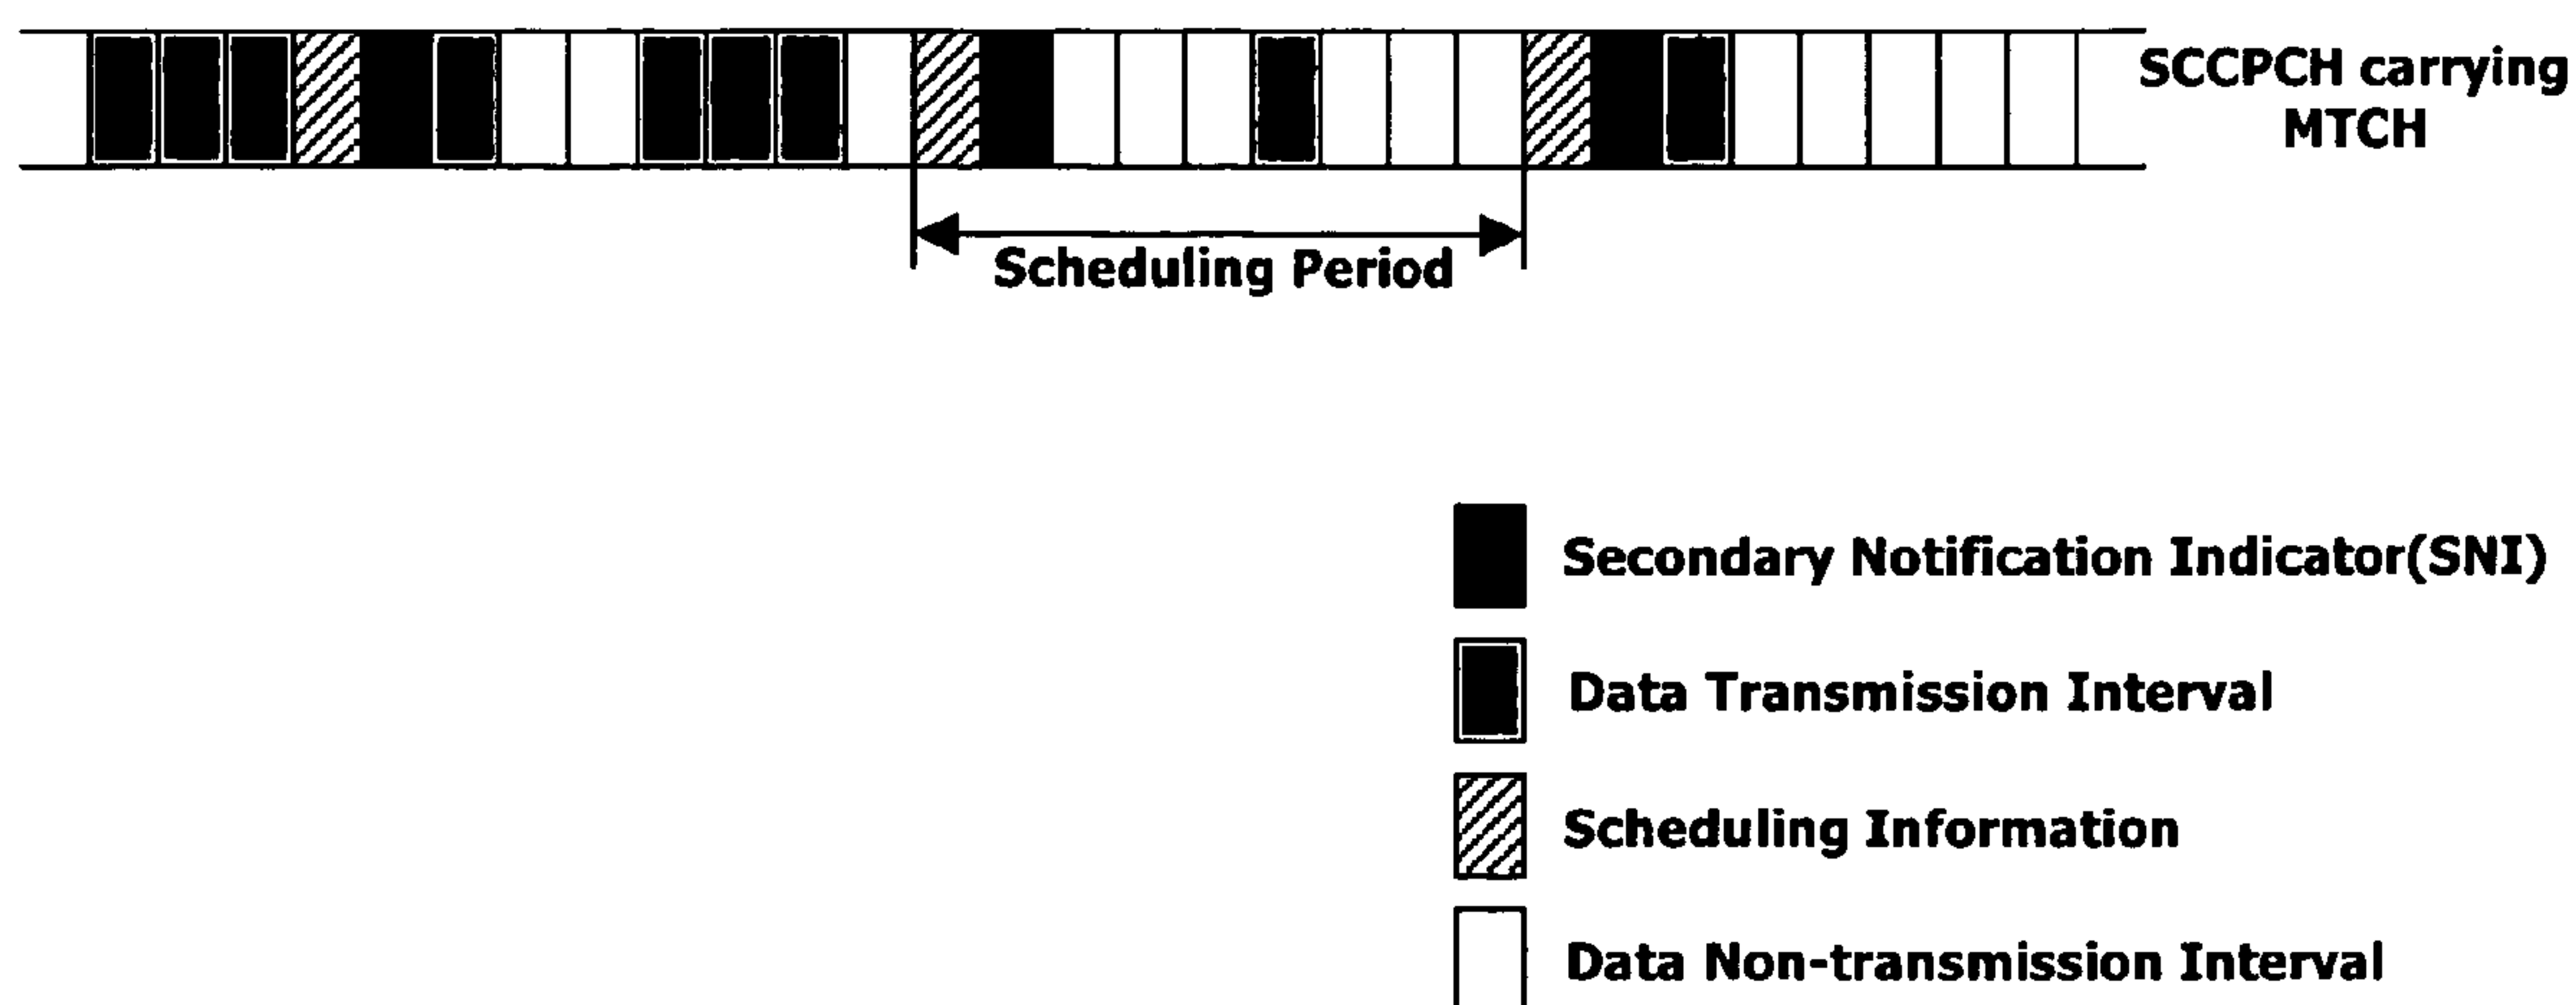 SCCPCH carrying
MTCH
Scheduling Period
Secondary Notification Indicator(SNI)
Data Transmission Interval
Scheduling Information
Data Non-transmission Interval